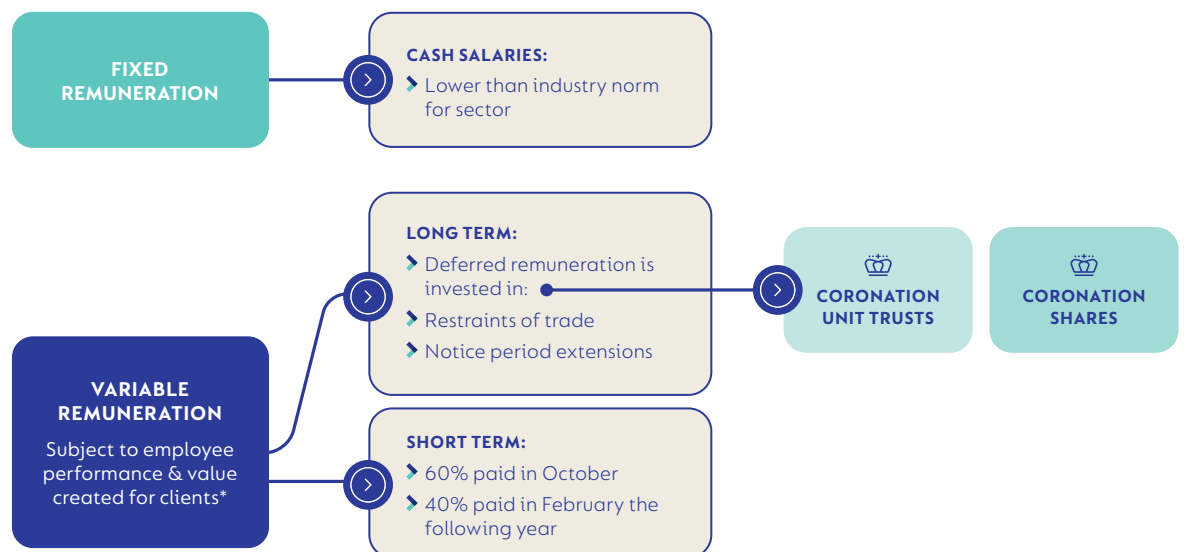 FIXED
REMUNERATION
CASH SALARIES:
Lower than industry norm
for sector
VARIABLE
REMUNERATION
Subject to employee
performance & value
created for clients*
LONG TERM:
Deferred remuneration is
invested in:
Restraints of trade
Notice period extensions
CORONATION
UNIT TRUSTS
CORONATION
SHARES
SHORT TERM:
60% paid in October
40% paid in February the
following year